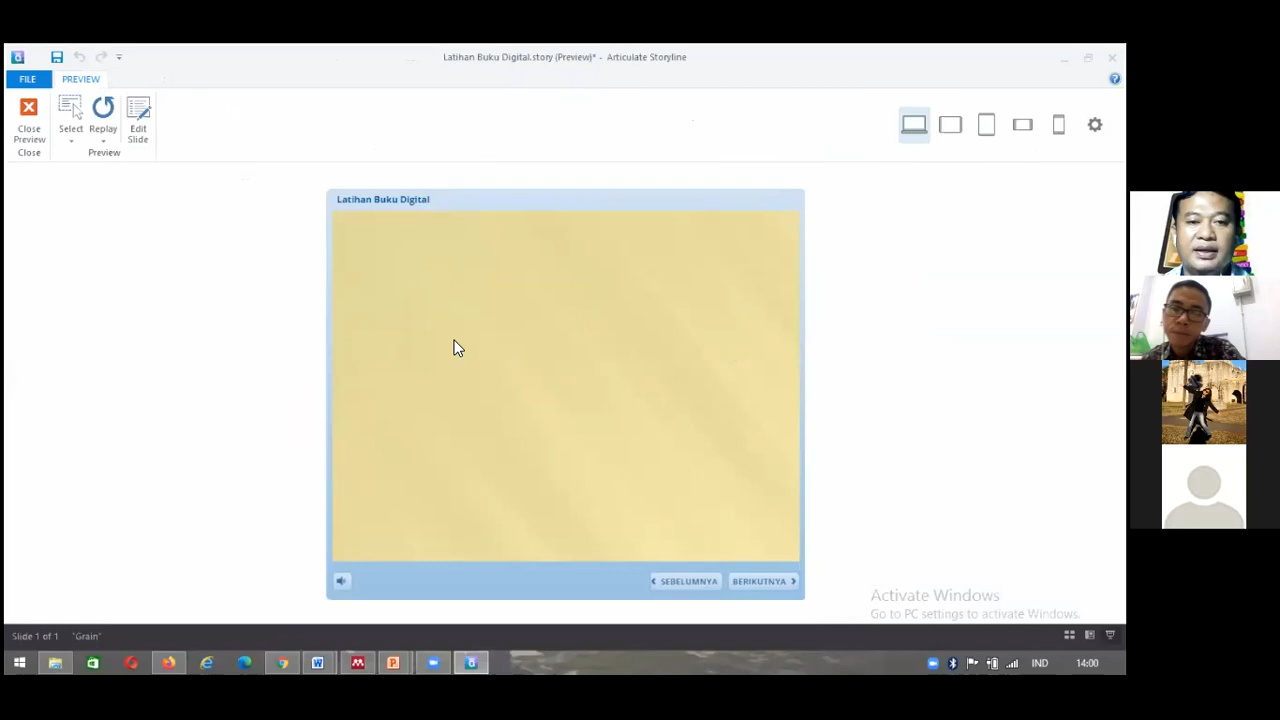 Latihan Buku Digital.story (Preview)* - Articulate Storyline
FILE
PREVIEW
Close Preview
Select
Replay
Edit Slide
Close
Preview
Latihan Buku Digital
SEBELUMNYA
BERIKUTNYA
Activate Windows
Go to PC settings to activate Windows.
Slide 1 of 1
"Grain"
IND
14:00